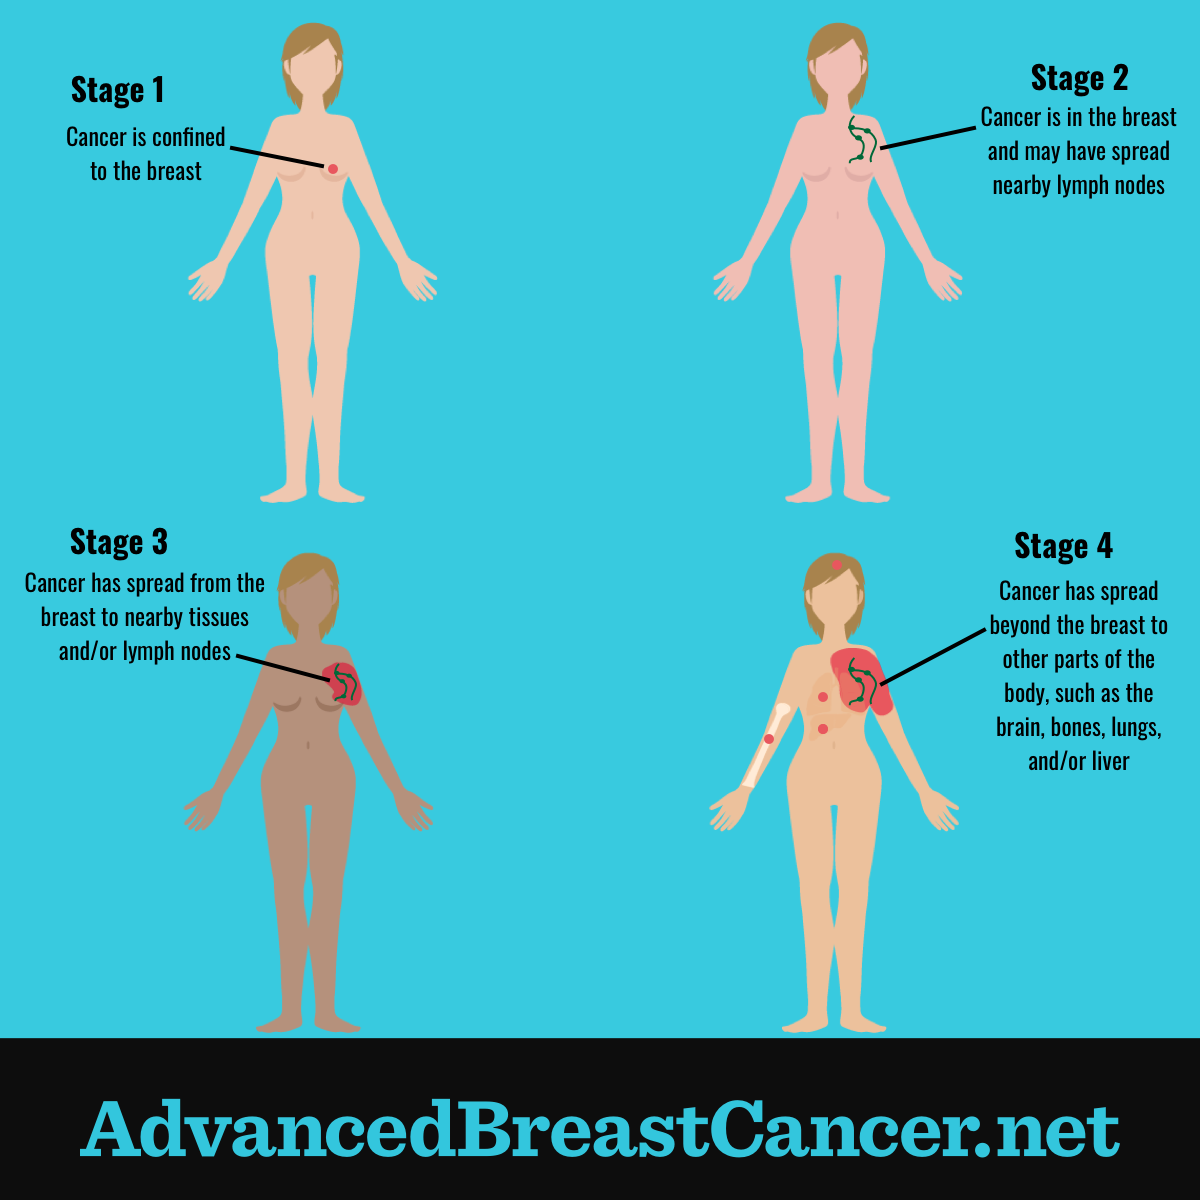 Stage 1
Cancer is confined
to the breast
Stage 2
Cancer is in the breast
and may have spread
nearby lymph nodes
Stage 3
Cancer has spread from the
breast to nearby tissues
and/or lymph nodes
Stage 4
Cancer has spread
beyond the breast to
other parts of the
body, such as the
brain, bones, lungs,
and/or liver
AdvancedBreastCancer.net